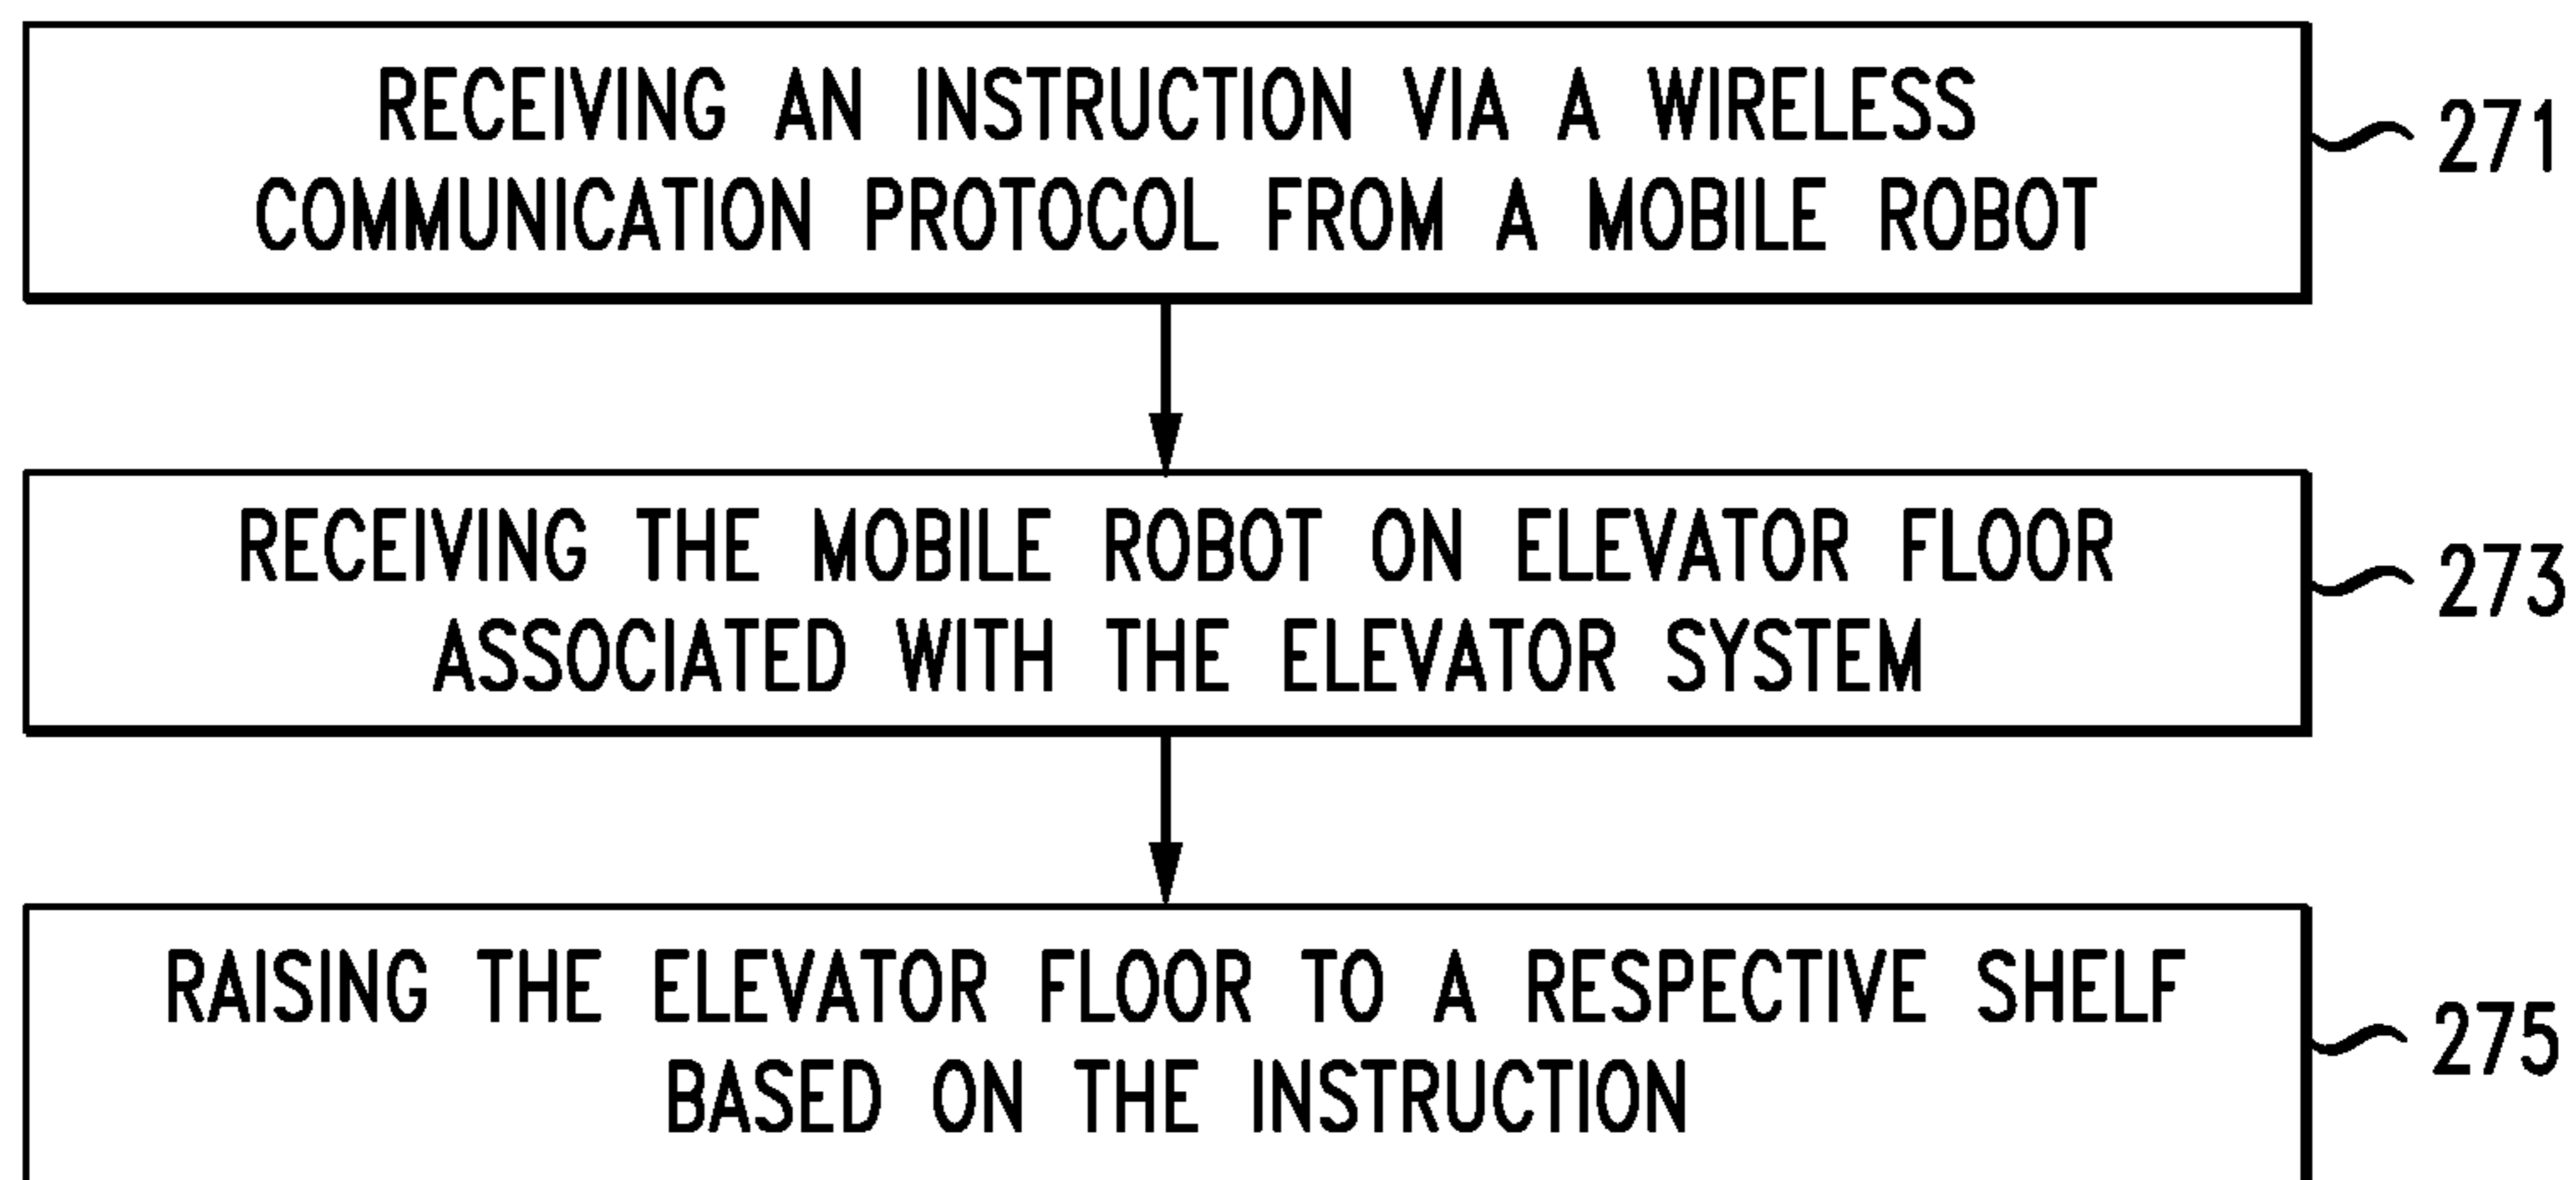 RECEIVING AN INSTRUCTION VIA A WIRELESS
COMMUNICATION PROTOCOL FROM A MOBILE ROBOT
271
RECEIVING THE MOBILE ROBOT ON ELEVATOR FLOOR
ASSOCIATED WITH THE ELEVATOR SYSTEM
273
RAISING THE ELEVATOR FLOOR TO A RESPECTIVE SHELF
BASED ON THE INSTRUCTION
275